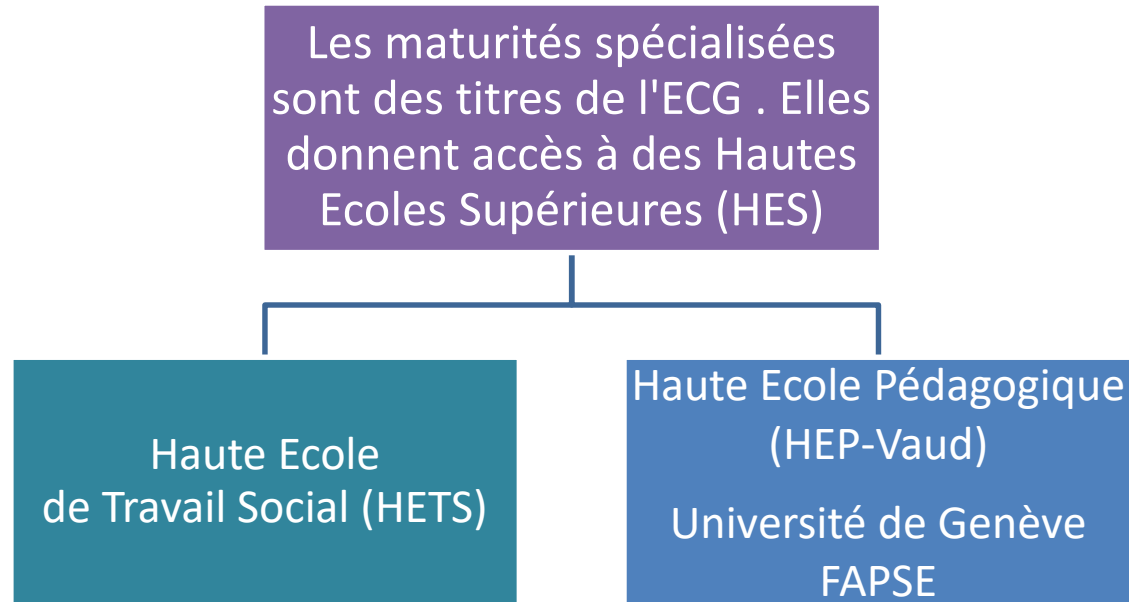 Les maturités spécialisées
sont des titres de l'ECG . Elles
donnent accès à des Hautes
Ecoles Supérieures (HES)
Haute Ecole
de Travail Social (HETS)
Haute Ecole Pédagogique
(HEP-Vaud)
Université de Genève
FAPSE